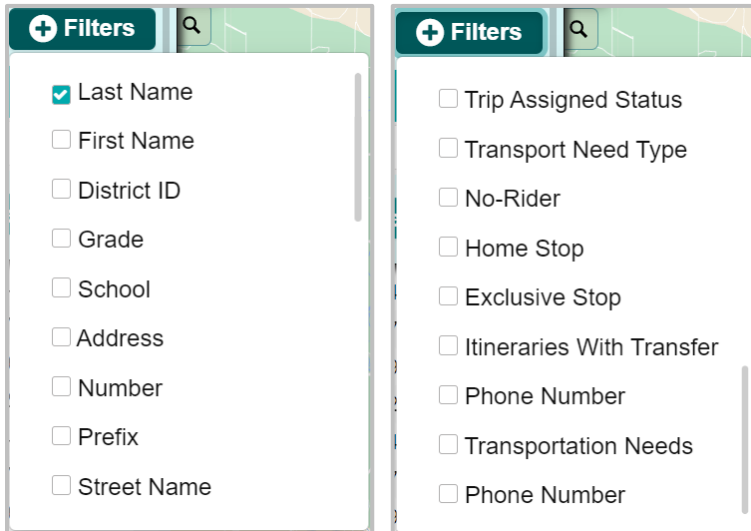 Filters
Last Name
First Name
District ID
Grade
School
Address
Number
Prefix
Street Name
Filters
Trip Assigned Status
Transport Need Type
No-Rider
Home Stop
Exclusive Stop
Itineraries With Transfer
Phone Number
Transportation Needs
Phone Number